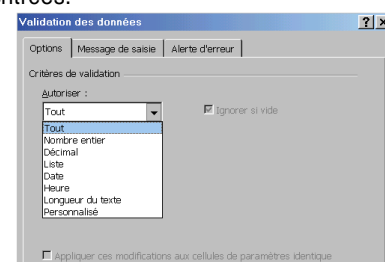 entrées.
Validation des données
Options Message de saisie Alerte d'erreur
Critères de validation
Autoriser :
Tout Ignorer si vide
Tout
Nombre entier
Décimal
Liste
Date
Heure
Longueur du texte
Personnalisé
Appliquer ces modifications aux cellules de paramètres identique